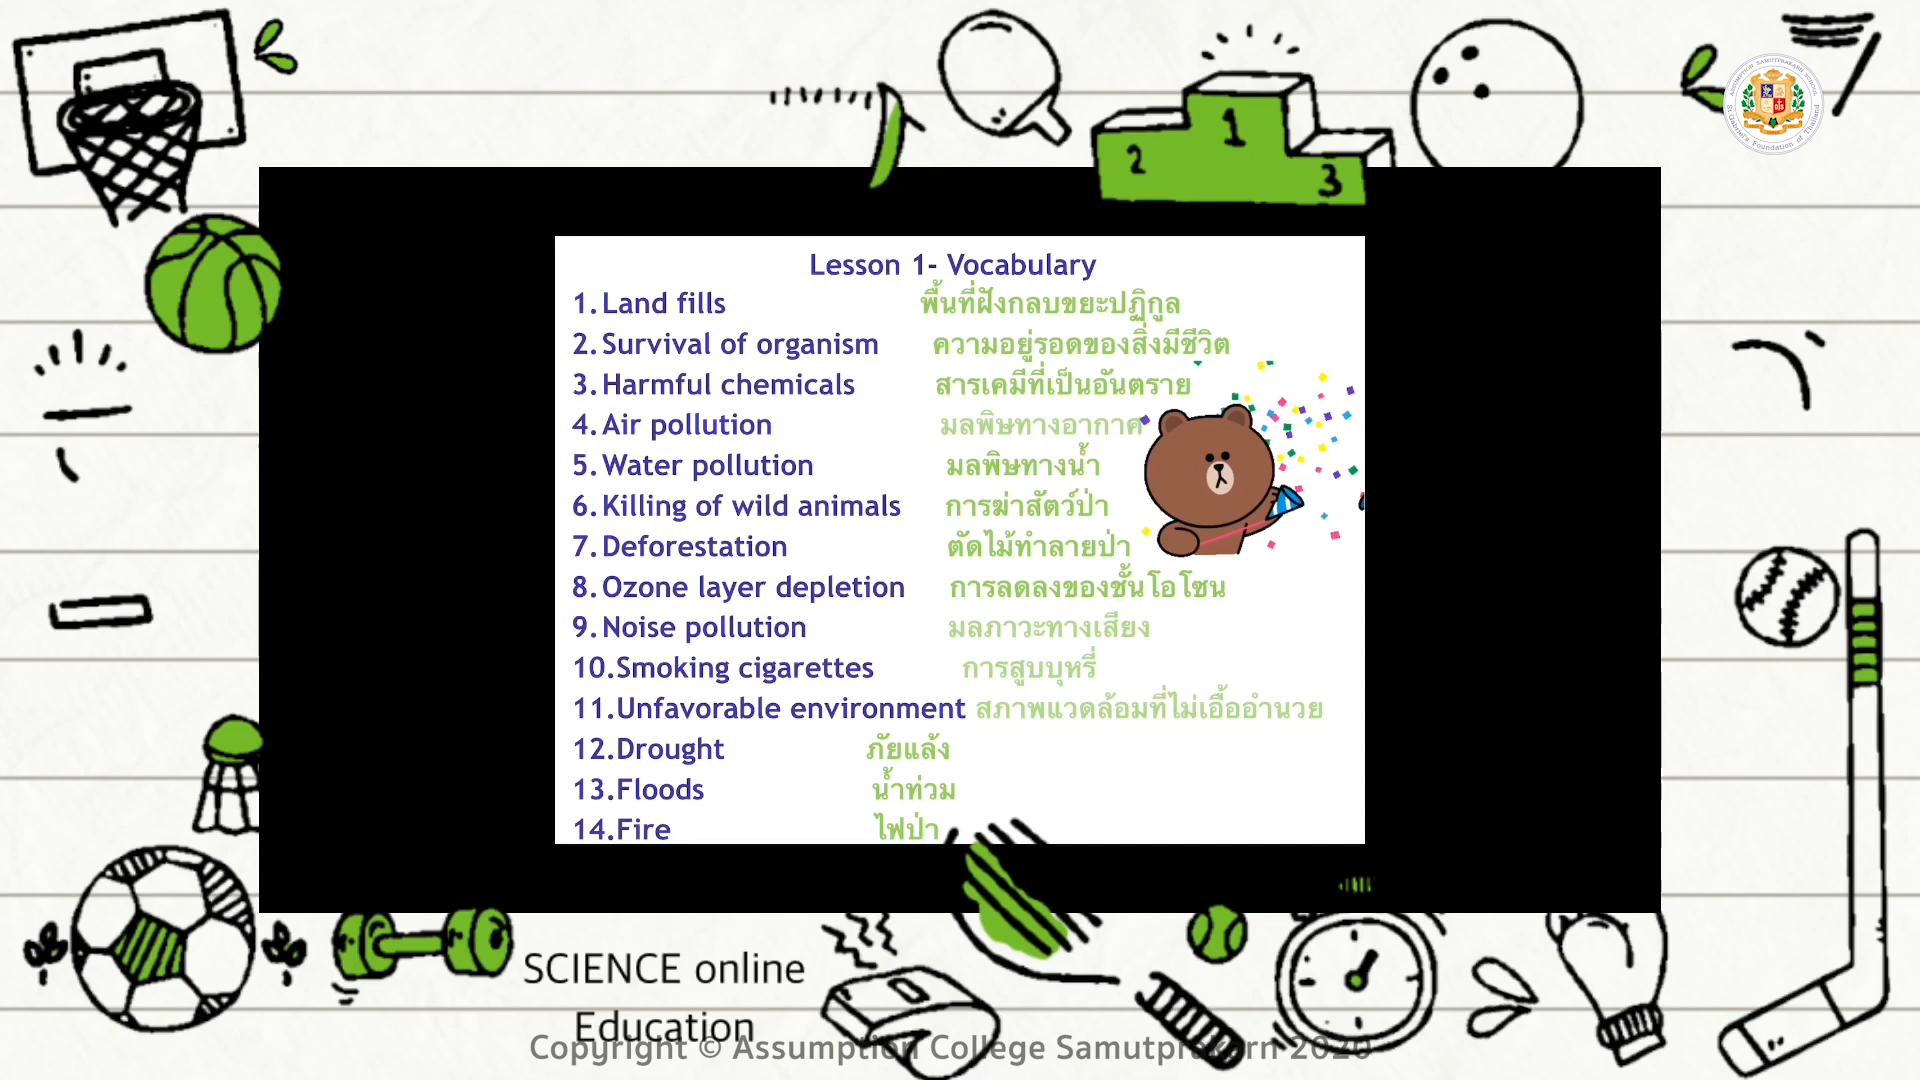 2
1
3
ASSUMPTION SAMUTPRAKARN SCHOOL
St. Gabriel's Foundation of Thailand
Lesson 1- Vocabulary
1. Land fills พื้นที่ฝังกลบขยะปฏิกูล
2. Survival of organism ความอยู่รอดของสิ่งมีชีวิต
3. Harmful chemicals สารเคมีที่เป็นอันตราย
4. Air pollution มลพิษทางอากาศ
5. Water pollution มลพิษทางน้ำ
6. Killing of wild animals การฆ่าสัตว์ป่า
7. Deforestation ตัดไม้ทำลายป่า
8. Ozone layer depletion การลดลงของชั้นโอโซน
9. Noise pollution มลภาวะทางเสียง
10.Smoking cigarettes การสูบบุหรี่
11.Unfavorable environment สภาพแวดล้อมที่ไม่เอื้ออำนวย
12.Drought ภัยแล้ง
13.Floods น้ำท่วม
14.Fire ไฟป่า
SCIENCE online
Education
Copyright © Assumption College Samutprakarn 2020